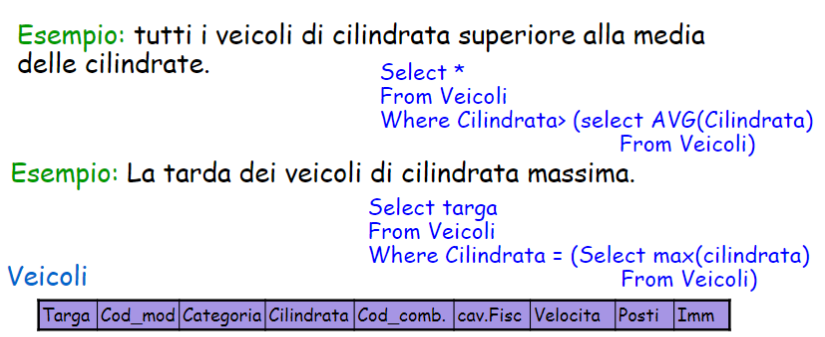 Esempio: tutti i veicoli di cilindrata superiore alla media
delle cilindrate.
Select *
From Veicoli
Where Cilindrata> (select AVG(Cilindrata)
From Veicoli)
Esempio: La tarda dei veicoli di cilindrata massima.
Select targa
From Veicoli
Where Cilindrata = (Select max(cilindrata)
From Veicoli)
Veicoli
Targa Cod_mod Categoria Cilindrata Cod_comb. cav.Fisc Velocita Posti Imm